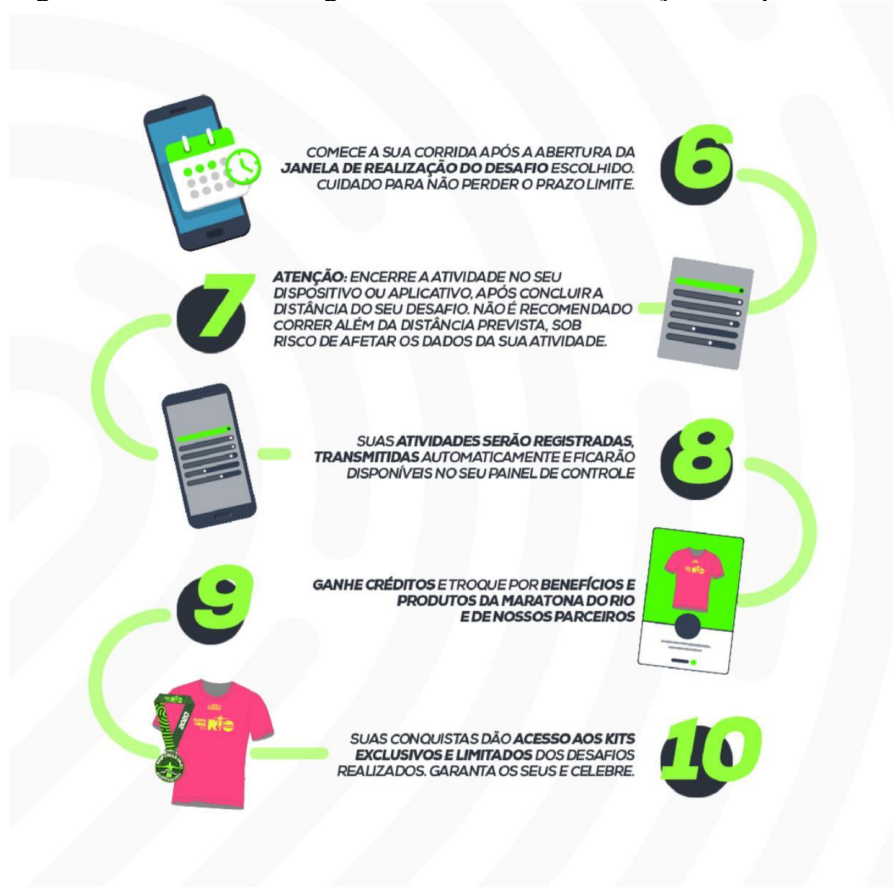 COMECE A SUA CORRIDA APÓS A ABERTURA DA
JANELA DE REALIZAÇÃO DO DESAFIO ESCOLHIDO.
CUIDADO PARA NÃO PERDER O PRAZO LIMITE.
6
7
ATENÇÃO: ENCERRE A ATIVIDADE NO SEU
DISPOSITIVO OU APLICATIVO, APÓS CONCLUIR A
DISTÂNCIA DO SEU DESAFIO. NÃO É RECOMENDADO
CORRER ALÉM DA DISTÂNCIA PREVISTA, SOB
RISCO DE AFETAR OS DADOS DA SUA ATIVIDADE.
SUAS ATIVIDADES SERÃO REGISTRADAS,
TRANSMITIDAS AUTOMATICAMENTE E FICARÃO
DISPONÍVEIS NO SEU PAINEL DE CONTROLE
8
9
GANHE CRÉDITOS E TROQUE POR BENEFÍCIOS E
PRODUTOS DA MARATONA DO RIO
E DE NOSSOS PARCEIROS
RIO
2020
SUAS CONQUISTAS DÃO ACESSO AOS KITS
EXCLUSIVOS E LIMITADOS DOS DESAFIOS
REALIZADOS. GARANTA OS SEUS E CELEBRE.
10